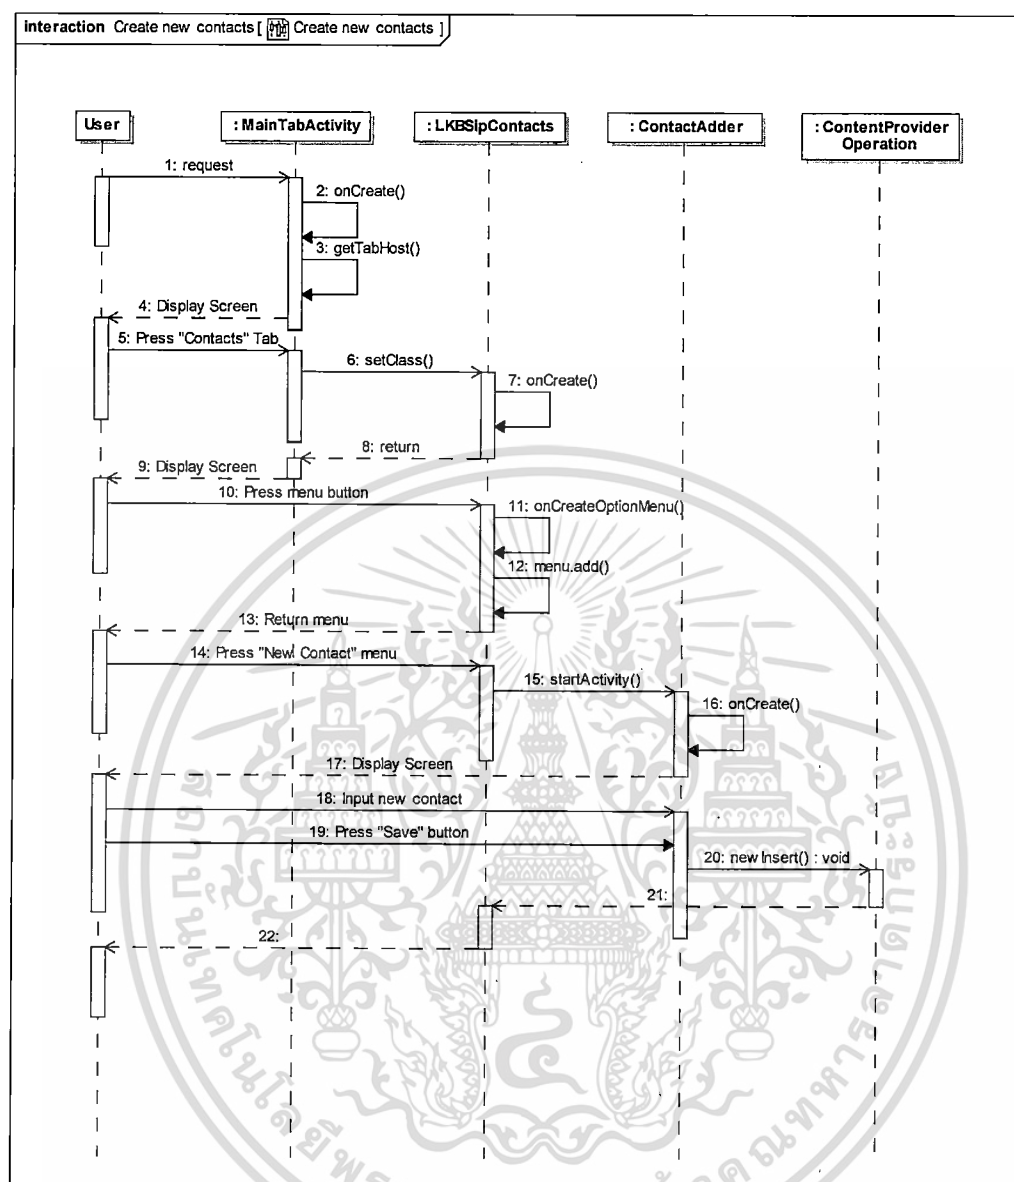 interaction Create new contacts [ Create new contacts ]
User
: MainTabActivity
: LKBSipContacts
: ContactAdder
: ContentProvider
Operation
1: request
2: onCreate()
3: getTabHost()
4: Display Screen
5: Press "Contacts" Tab
6: setClass()
7: onCreate()
8: return
9: Display Screen
10: Press menu button
11: onCreateOptionMenu()
12: menu.add()
13: Return menu
14: Press "New Contact" menu
15: startActivity()
16: onCreate()
17: Display Screen
18: Input new contact
19: Press "Save" button
20: newInsert() : void
21:
22: